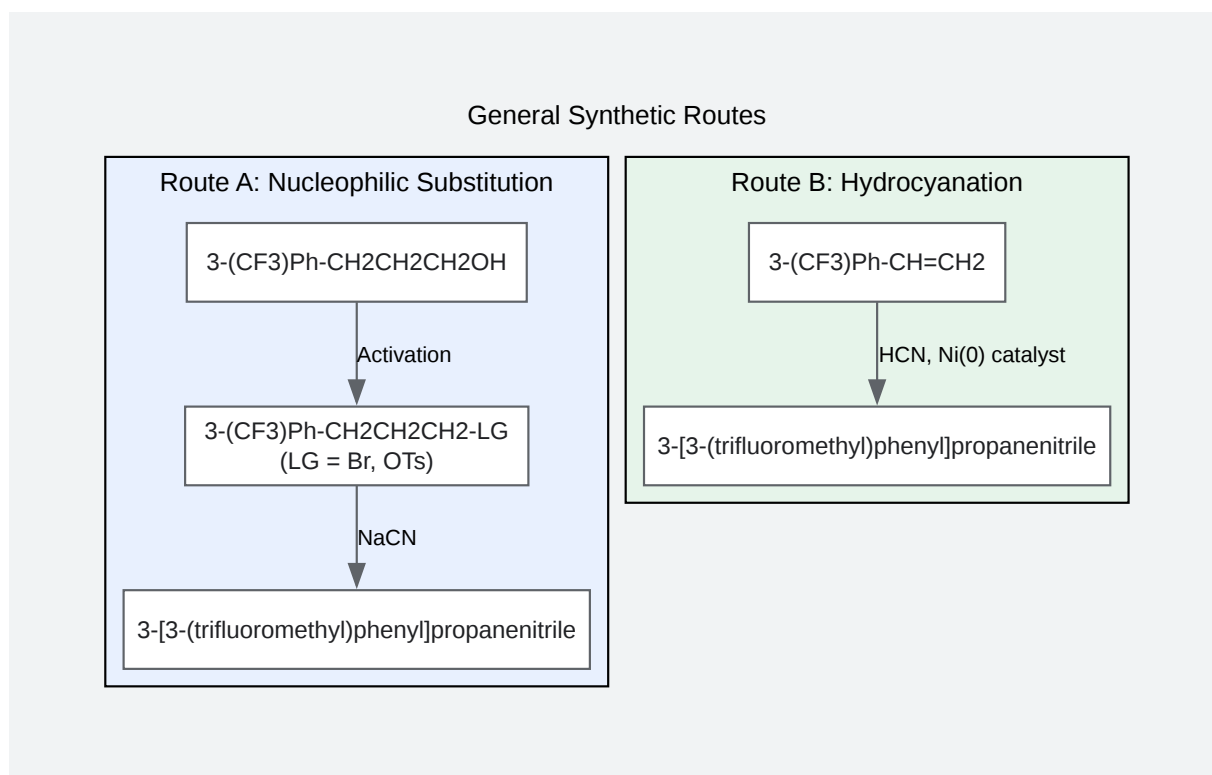 General Synthetic Routes
Route A: Nucleophilic Substitution
3-(CF3)Ph-CH2CH2CH2OH
Activation
3-(CF3)Ph-CH2CH2CH2-LG
(LG = Br, OTs)
NaCN
3-[3-(trifluoromethyl)phenyl]propanenitrile
Route B: Hydrocyanation
3-(CF3)Ph-CH=CH2
HCN, Ni(0) catalyst
3-[3-(trifluoromethyl)phenyl]propanenitrile